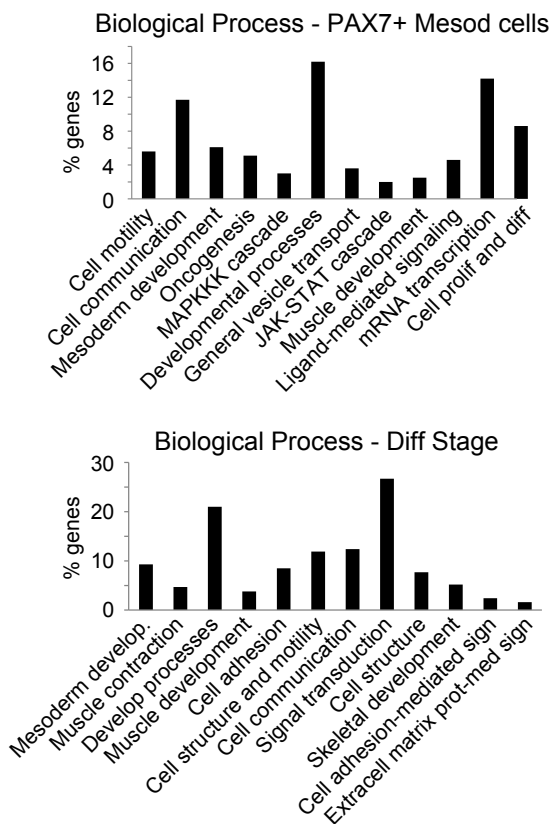 Biological Process - PAX7+ Mesod cells
% genes
16
12
8
4
0
Cell motility
Cell communication
Mesoderm development
Oncogenesis
MAPKKK cascade
Developmental processes
General vesicle transport
JAK-STAT cascade
Muscle development
Ligand-mediated signaling
mRNA transcription
Cell prolif and diff
Biological Process - Diff Stage
% genes
30
20
10
0
Mesoderm develop.
Muscle contraction
Develop processes
Muscle development
Cell adhesion
Cell structure and motility
Cell communication
Signal transduction
Cell structure
Skeletal development
Cell adhesion-mediated sign
Extracell matrix prot-med sign